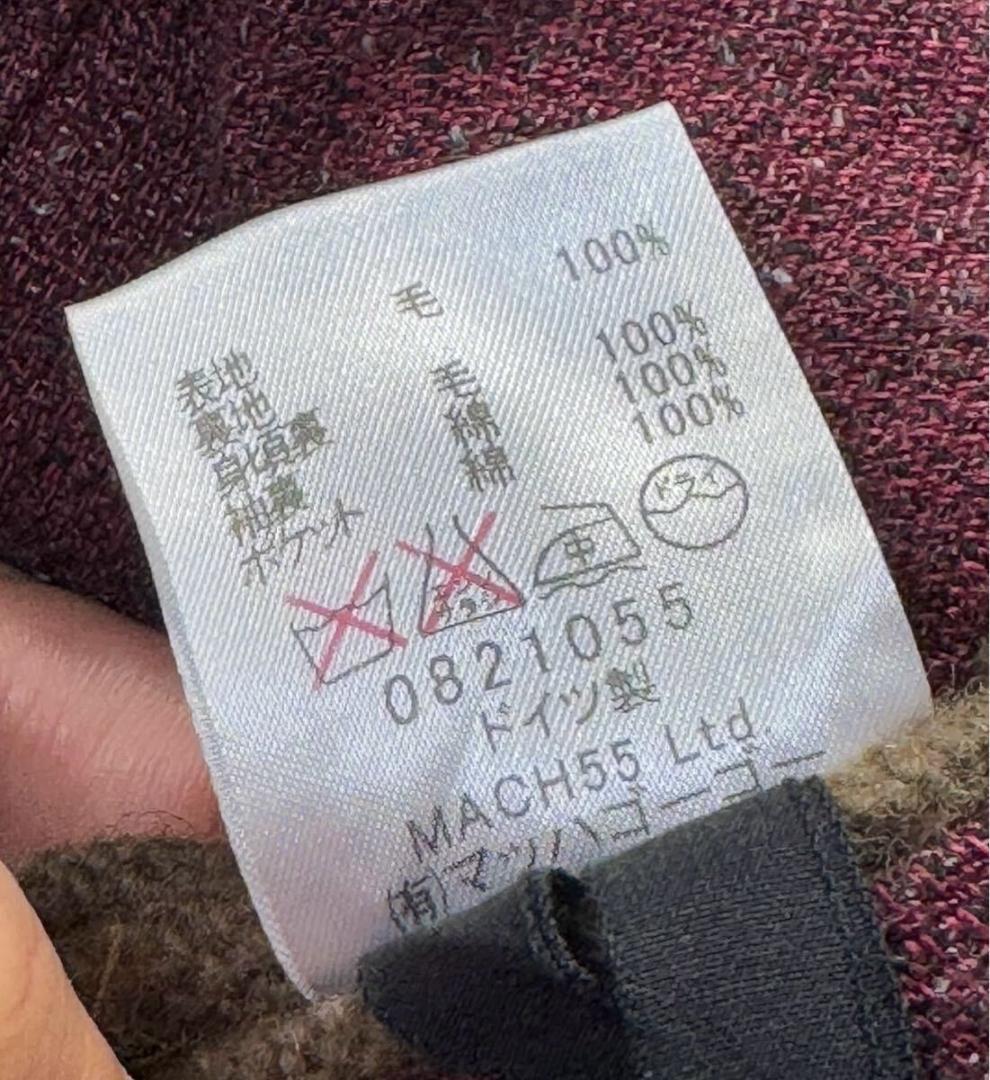 表地 毛 100%
裏地
身頃裏 毛 100%
袖裏 綿 100%
ポケット 綿 100%
中 ドライ
0821055
ドイツ製
MACH55 Ltd.
(有)マッハゴーゴー